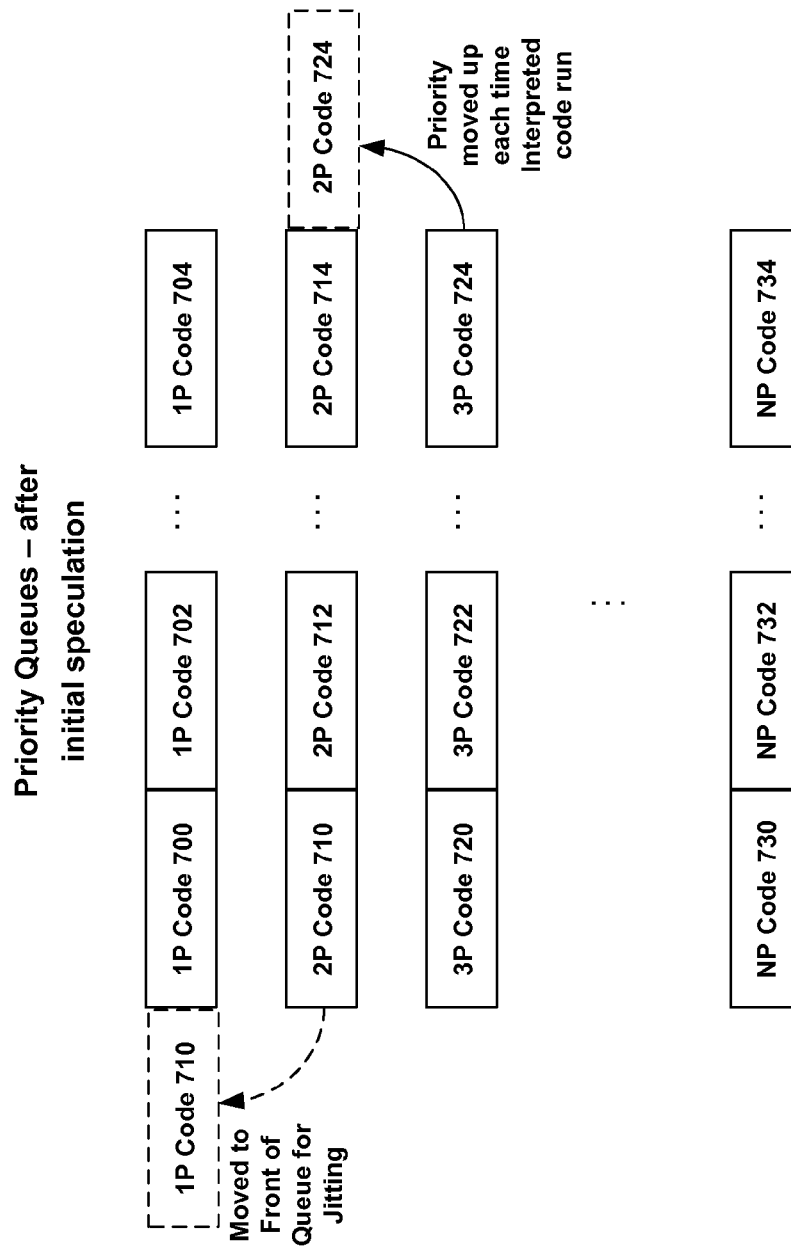 Priority Queues – after
initial speculation
1P Code 710
1P Code 700
1P Code 702
. . .
1P Code 704
Moved to
Front of
Queue for
Jitting
2P Code 710
2P Code 712
. . .
2P Code 714
2P Code 724
3P Code 720
3P Code 722
. . .
3P Code 724
Priority
moved up
each time
Interpreted
code run
. . .
NP Code 730
NP Code 732
. . .
NP Code 734